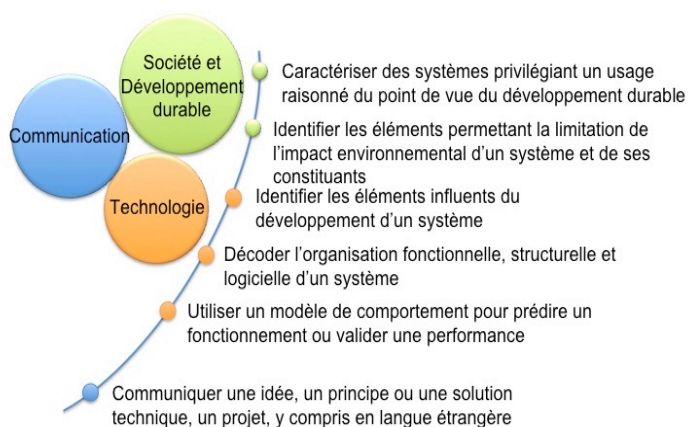 Société et
Développement
durable
Communication
Technologie
Caractériser des systèmes privilégiant un usage
raisonné du point de vue du développement durable
Identifier les éléments permettant la limitation de
l'impact environnemental d'un système et de ses
constituants
Identifier les éléments influents du
développement d'un système
Décoder l'organisation fonctionnelle, structurelle et
logicielle d'un système
Utiliser un modèle de comportement pour prédire un
fonctionnement ou valider une performance
Communiquer une idée, un principe ou une solution
technique, un projet, y compris en langue étrangère